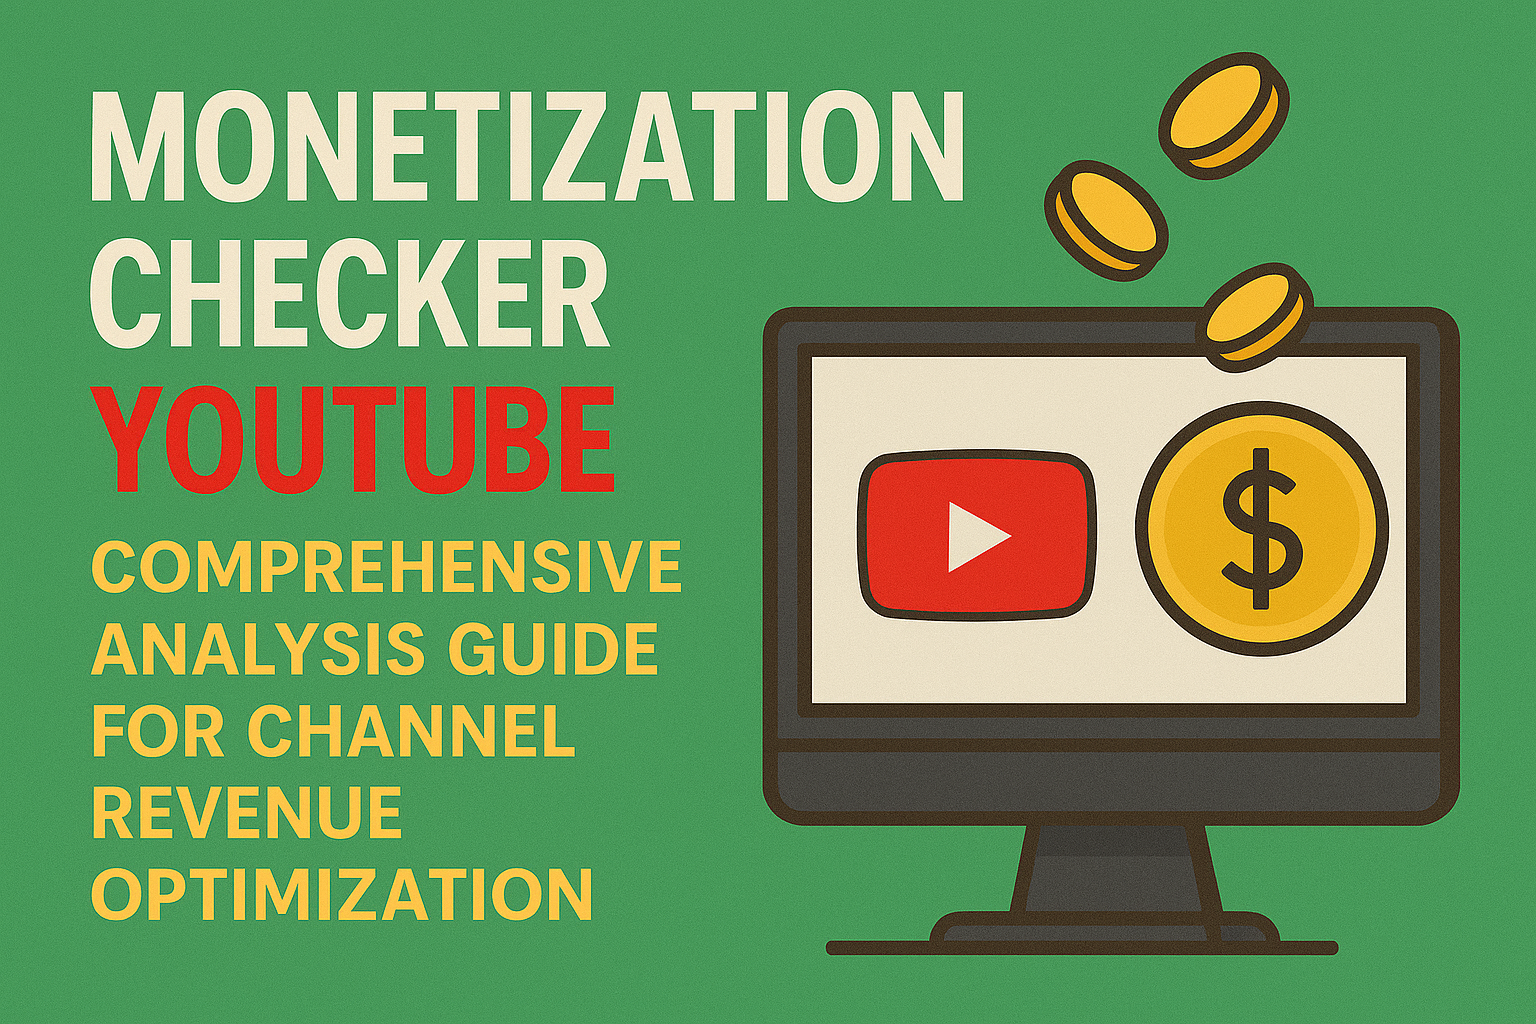 MONETIZATION
CHECKER
YOUTUBE
COMPREHENSIVE
ANALYSIS GUIDE
FOR CHANNEL
REVENUE
OPTIMIZATION
$